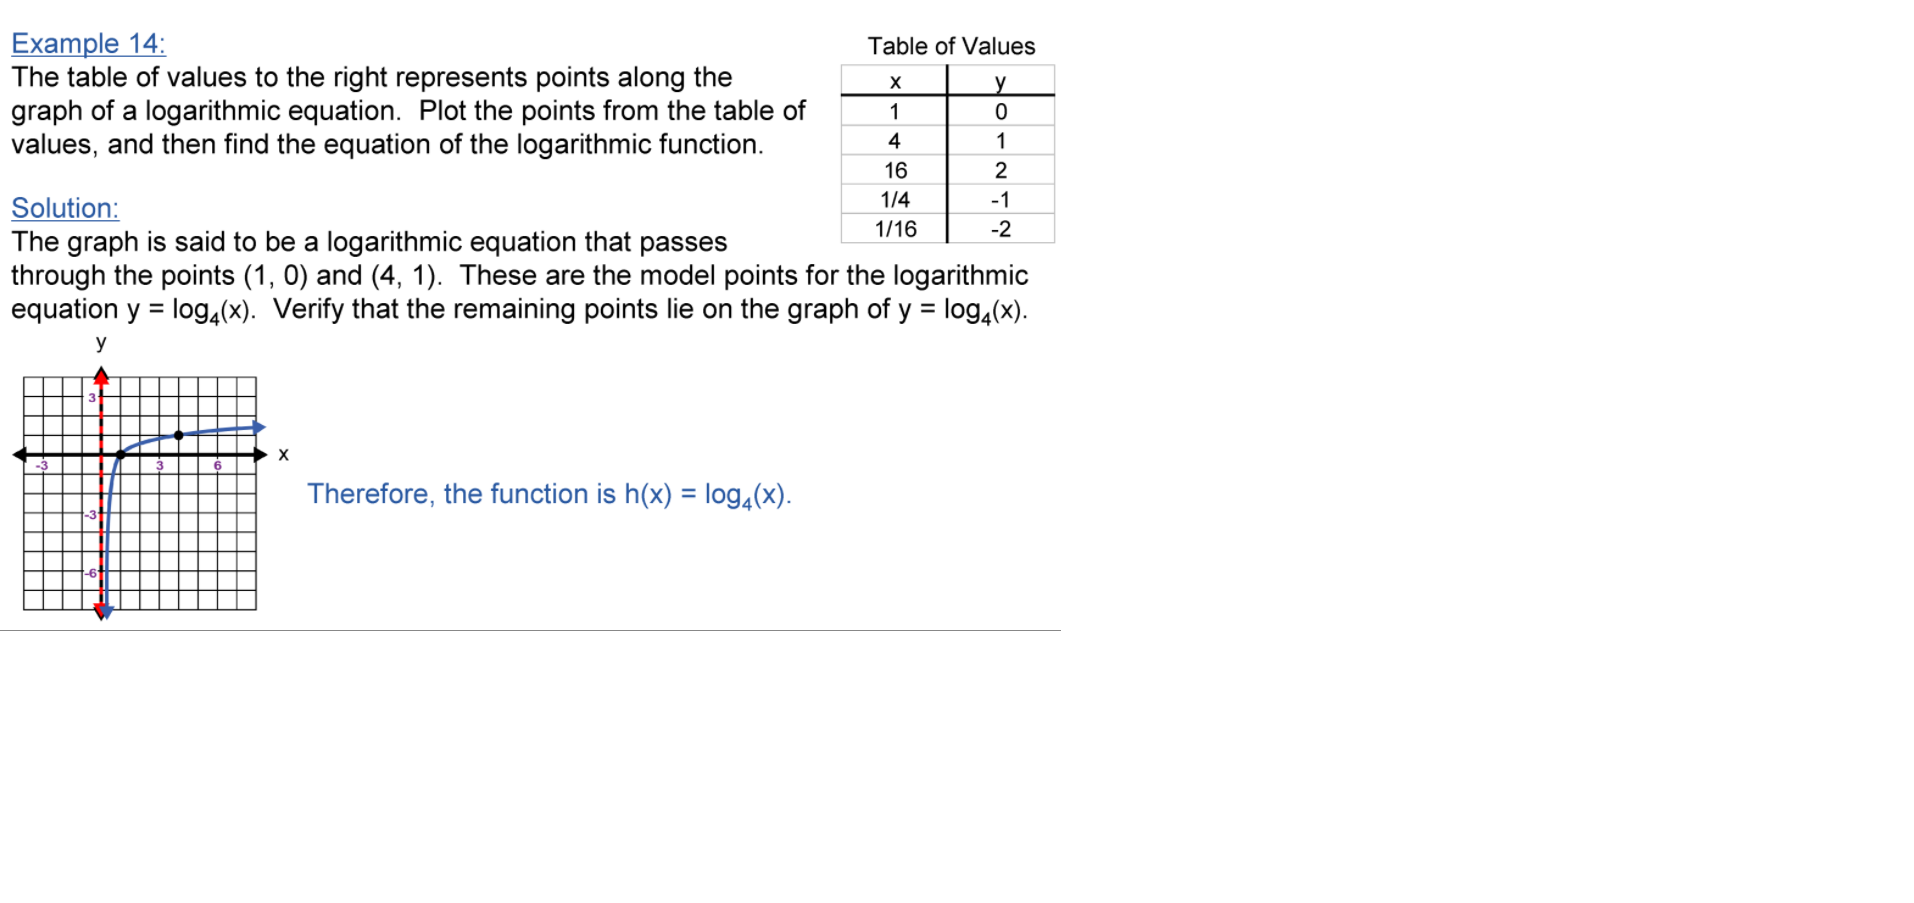 Example 14:
The table of values to the right represents points along the
graph of a logarithmic equation.  Plot the points from the table of
values, and then find the equation of the logarithmic function.
Table of Values
x y
1 0
4 1
16 2
1/4 -1
1/16 -2
Solution:
The graph is said to be a logarithmic equation that passes
through the points (1, 0) and (4, 1).  These are the model points for the logarithmic
equation y = log₄(x).  Verify that the remaining points lie on the graph of y = log₄(x).
y
3
x
-3 3 6
-3
-6
Therefore, the function is h(x) = log₄(x).